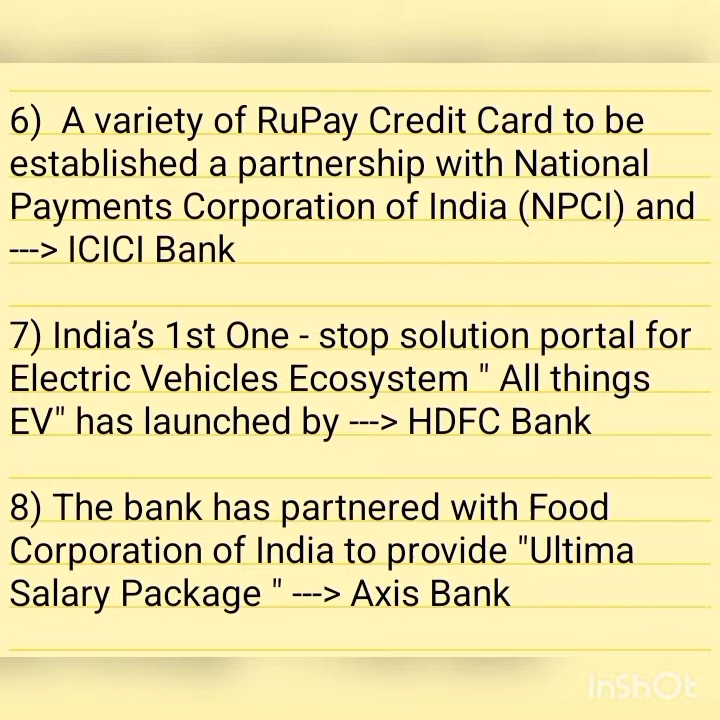 6)  A variety of RuPay Credit Card to be
established a partnership with National
Payments Corporation of India (NPCI) and
---> ICICI Bank
7) India’s 1st One - stop solution portal for
Electric Vehicles Ecosystem " All things
EV" has launched by ---> HDFC Bank
8) The bank has partnered with Food
Corporation of India to provide "Ultima
Salary Package " ---> Axis Bank
InShOt